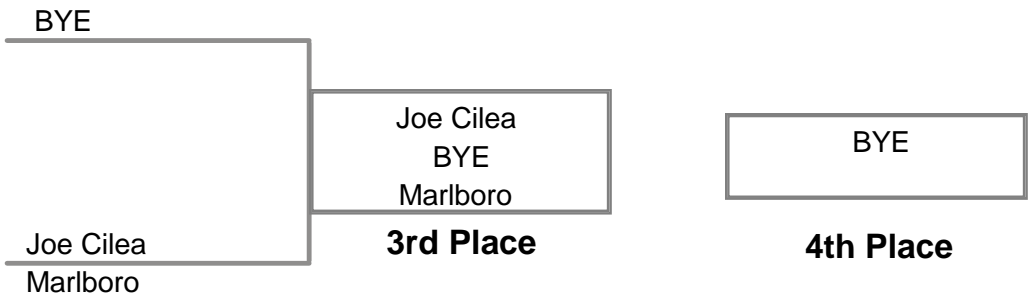 BYE
Joe Cilea
BYE
Marlboro
3rd Place
BYE
4th Place
Joe Cilea
Marlboro